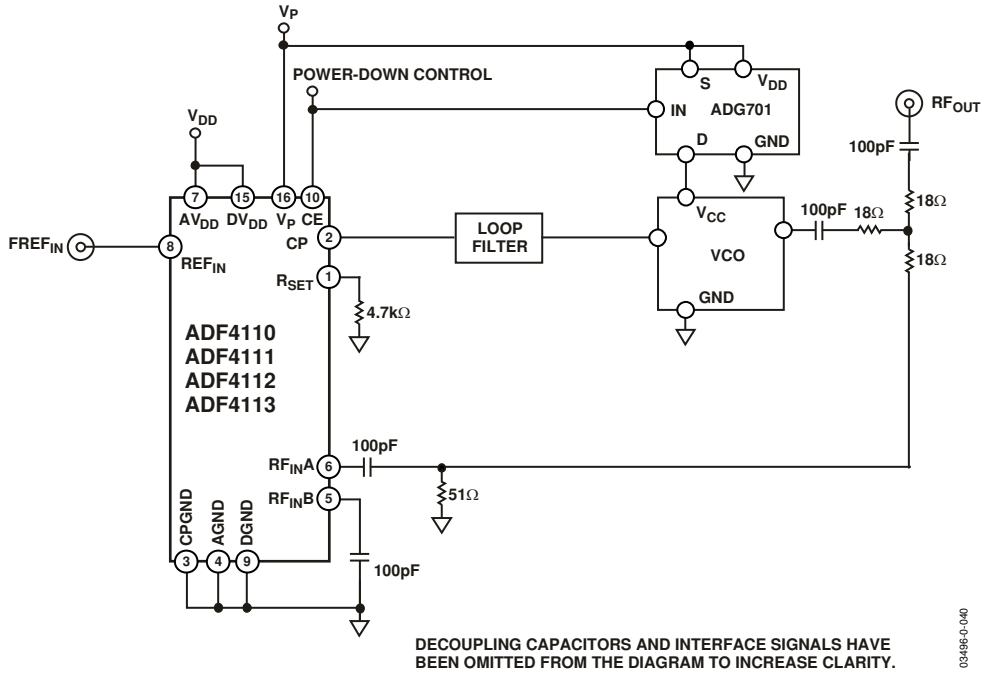 VP
POWER-DOWN CONTROL
VDD
S
VDD
IN
ADG701
D
GND
RFOUT
100pF
18Ω
7
15
16
10
AVDD
DVDD
VP
CE
FREFIN
8
REFIN
CP
2
LOOP
FILTER
VCC
VCO
GND
100pF
18Ω
18Ω
RSET
1
4.7kΩ
ADF4110
ADF4111
ADF4112
ADF4113
RFINA
6
100pF
51Ω
RFINB
5
100pF
CPGND
AGND
DGND
3
4
9
DECOUPLING CAPACITORS AND INTERFACE SIGNALS HAVE
BEEN OMITTED FROM THE DIAGRAM TO INCREASE CLARITY.
03496-0-040